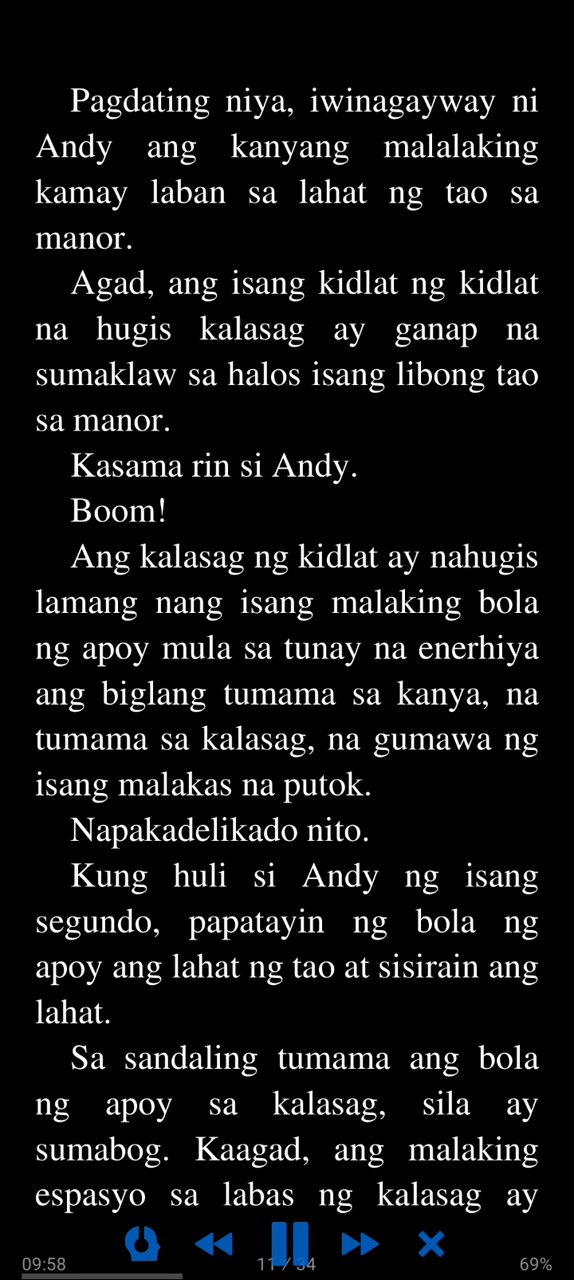 Pagdating niya, iwinagayway ni
Andy ang kanyang malalaking
kamay laban sa lahat ng tao sa
manor.
Agad, ang isang kidlat ng kidlat
na hugis kalasag ay ganap na
sumaklaw sa halos isang libong tao
sa manor.
Kasama rin si Andy.
Boom!
Ang kalasag ng kidlat ay nahugis
lamang nang isang malaking bola
ng apoy mula sa tunay na enerhiya
ang biglang tumama sa kanya, na
tumama sa kalasag, na gumawa ng
isang malakas na putok.
Napakadelikado nito.
Kung huli si Andy ng isang
segundo, papatayin ng bola ng
apoy ang lahat ng tao at sisirain ang
lahat.
Sa sandaling tumama ang bola
ng apoy sa kalasag, sila ay
sumabog. Kaagad, ang malaking
espasyo sa labas ng kalasag ay
09:58 11 / 34 69%